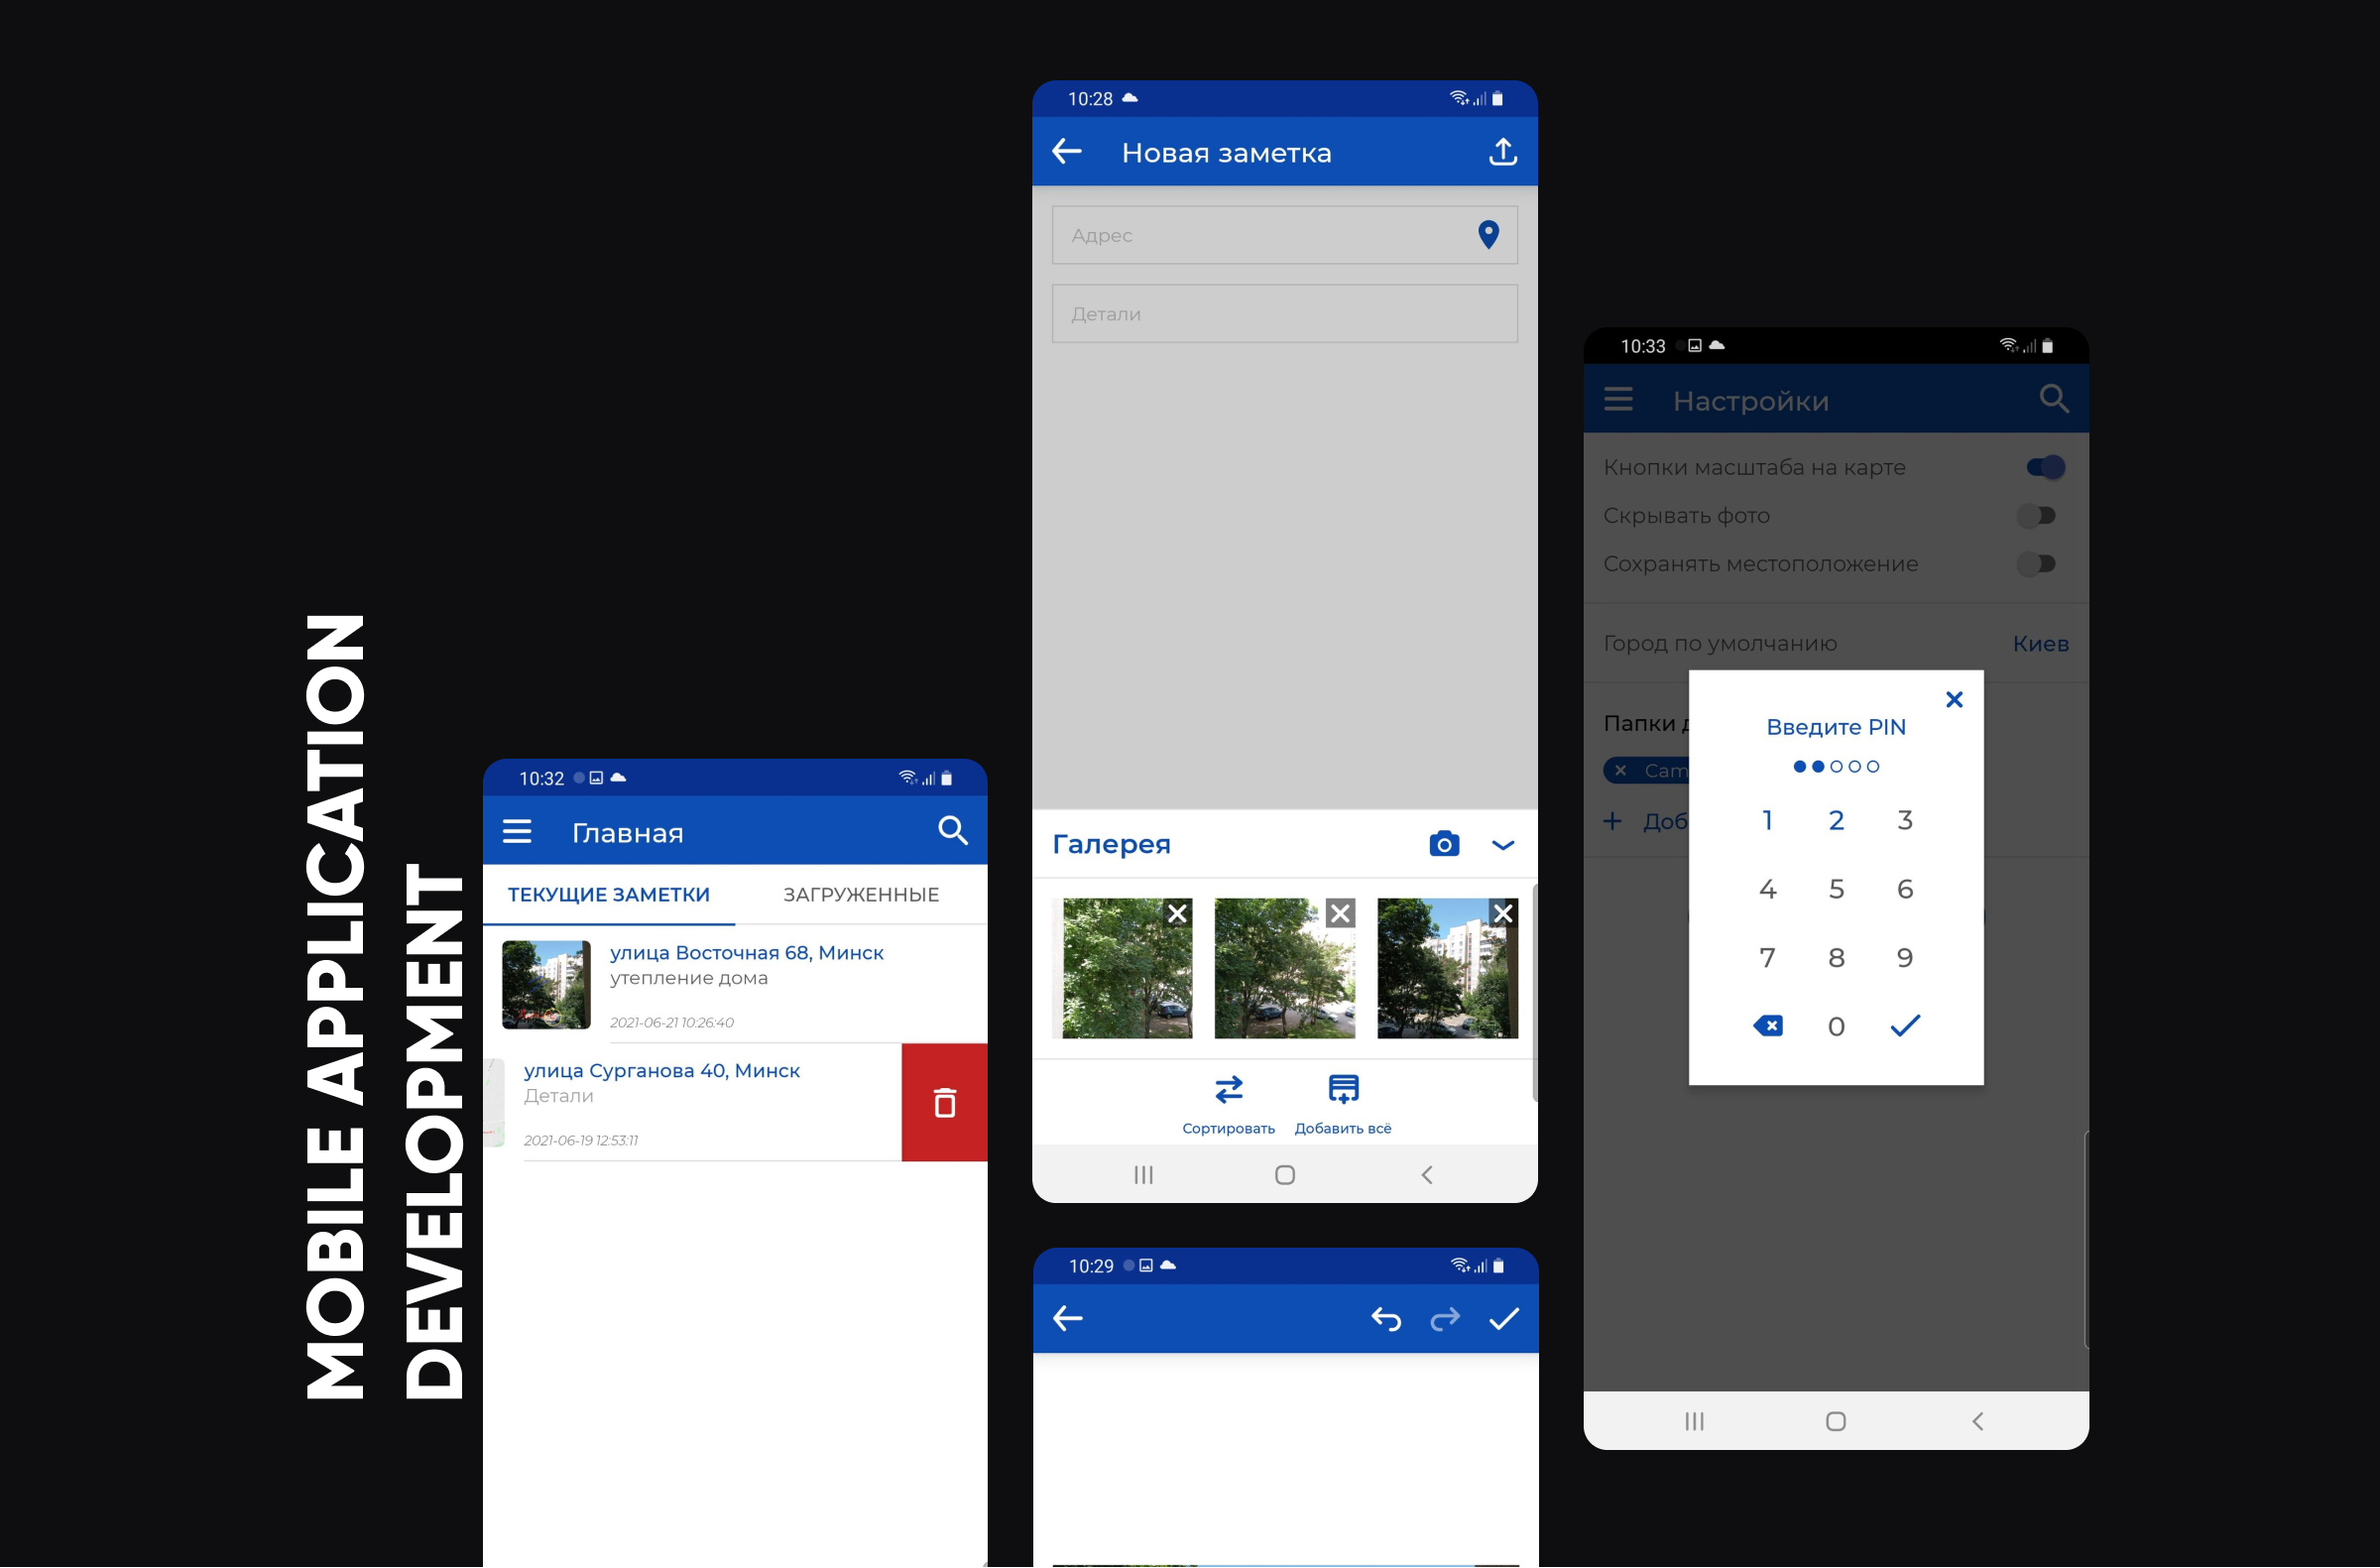 MOBILE APPLICATION
DEVELOPMENT
10:32
Главная
ТЕКУЩИЕ ЗАМЕТКИ
ЗАГРУЖЕННЫЕ
улица Восточная 68, Минск
утепление дома
2021-06-21 10:26:40
улица Сурганова 40, Минск
Детали
2021-06-19 12:53:11
10:28
Новая заметка
Адрес
Детали
Галерея
Сортировать
Добавить всё
10:29
10:33
Настройки
Кнопки масштаба на карте
Скрывать фото
Сохранять местоположение
Город по умолчанию
Киев
Папки
Cam
Доб
Введите PIN
1 2 3
4 5 6
7 8 9
0